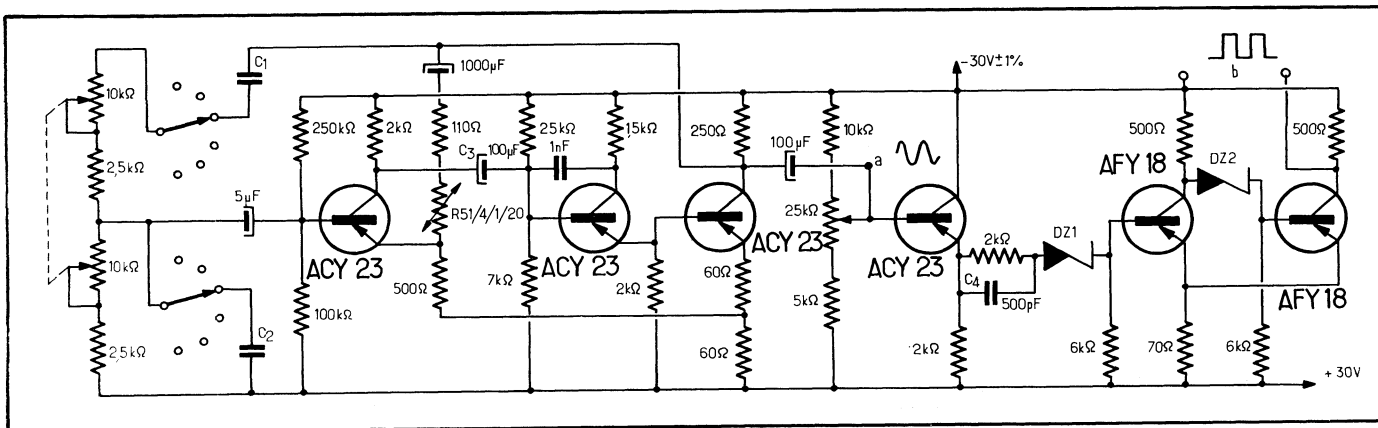 C1
1000µF
-30V±1%
b
10kΩ
250kΩ
2kΩ
110Ω
25kΩ
1,5kΩ
250Ω
10kΩ
500Ω
500Ω
C3
100µF
1nF
100µF
a
AFY 18
DZ2
2,5kΩ
5µF
R51/4/1/20
25kΩ
ACY 23
DZ1
2kΩ
10kΩ
ACY 23
500Ω
7kΩ
ACY 23
2kΩ
60Ω
ACY 23
C4
500pF
AFY 18
C2
100kΩ
60Ω
5kΩ
2kΩ
6kΩ
70Ω
6kΩ
2,5kΩ
+30V